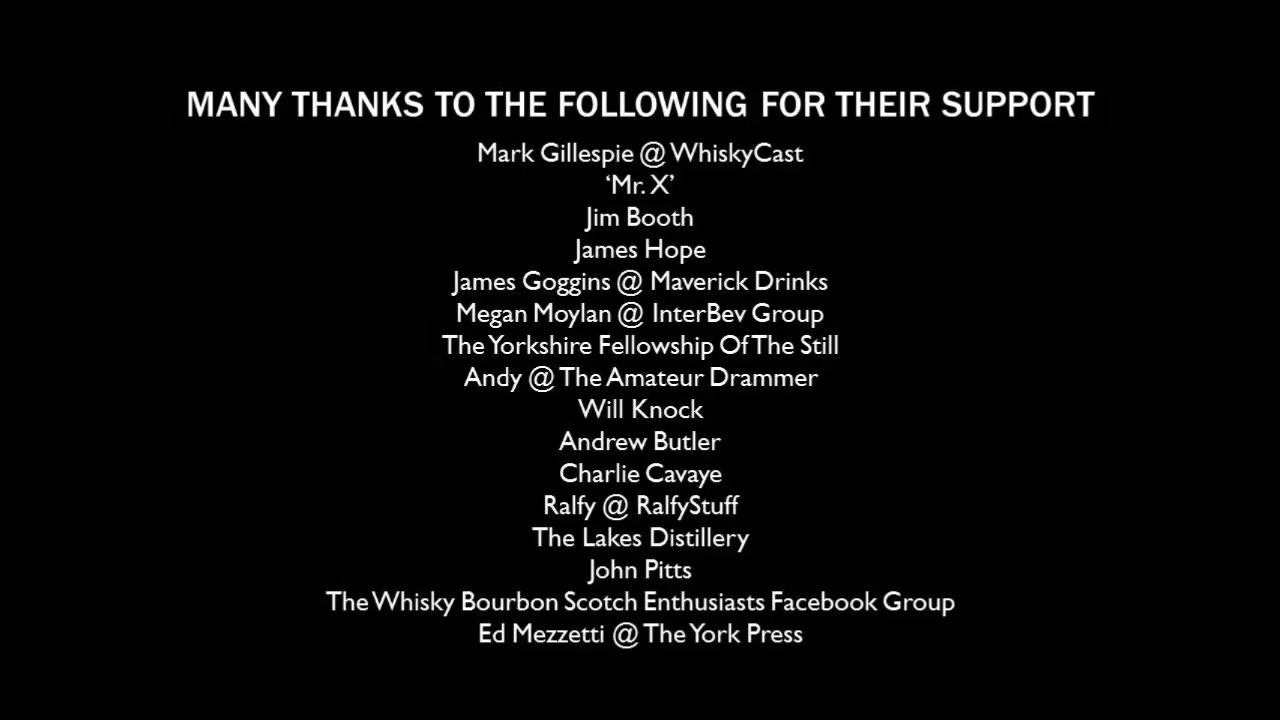 MANY THANKS TO THE FOLLOWING FOR THEIR SUPPORT
Mark Gillespie @ WhiskyCast
‘Mr. X’
Jim Booth
James Hope
James Goggins @ Maverick Drinks
Megan Moylan @ InterBev Group
The Yorkshire Fellowship Of The Still
Andy @ The Amateur Drammer
Will Knock
Andrew Butler
Charlie Cavaye
Ralfy @ RalfyStuff
The Lakes Distillery
John Pitts
The Whisky Bourbon Scotch Enthusiasts Facebook Group
Ed Mezzetti @ The York Press